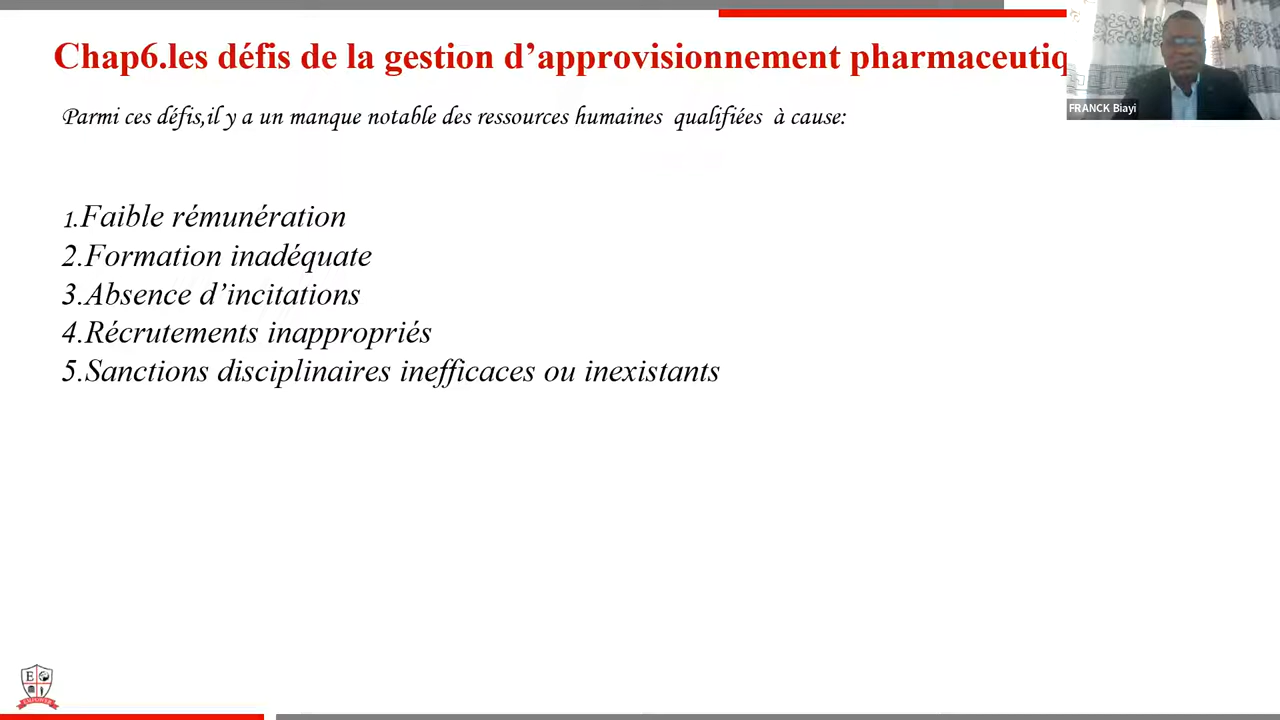 Chap6.les défis de la gestion d’approvisionnement pharmaceutiq
FRANCK Biayi
Parmi ces défis,il y a un manque notable des ressources humaines qualifiées à cause:
1.Faible rémunération
2.Formation inadéquate
3.Absence d’incitations
4.Récrutements inappropriés
5.Sanctions disciplinaires inefficaces ou inexistants
E